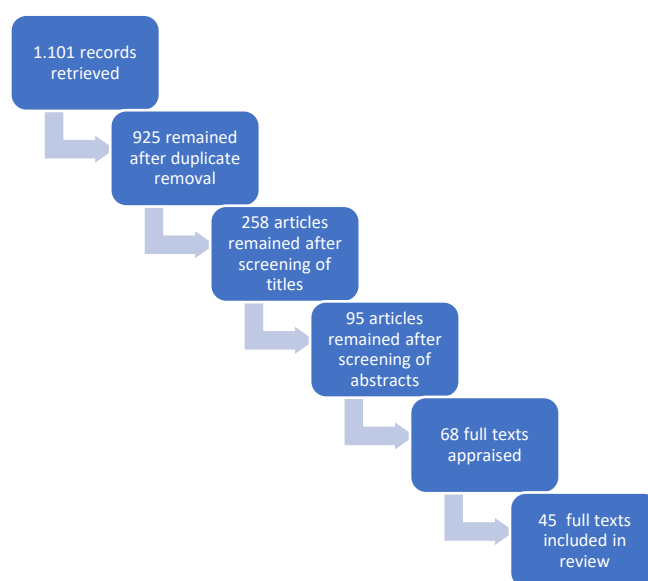 1.101 records
retrieved
925 remained
after duplicate
removal
258 articles
remained after
screening of
titles
95 articles
remained after
screening of
abstracts
68 full texts
appraised
45  full texts
included in
review